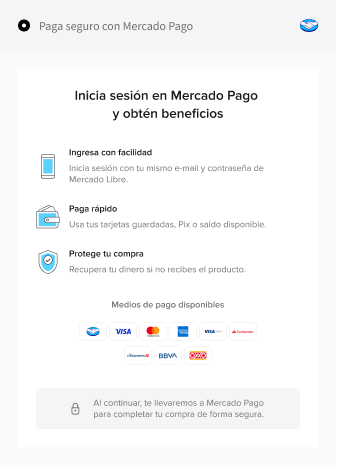 Paga seguro con Mercado Pago
Inicia sesión en Mercado Pago
y obtén beneficios
Ingresa con facilidad
Inicia sesión con tu mismo e-mail y contraseña de
Mercado Libre.
Paga rápido
Usa tus tarjetas guardadas, Pix o saldo disponible.
Protege tu compra
Recupera tu dinero si no recibes el producto.
Medios de pago disponibles
VISA mastercard VISA Santander
citibanamex BBVA OXXO
Al continuar, te llevaremos a Mercado Pago
para completar tu compra de forma segura.